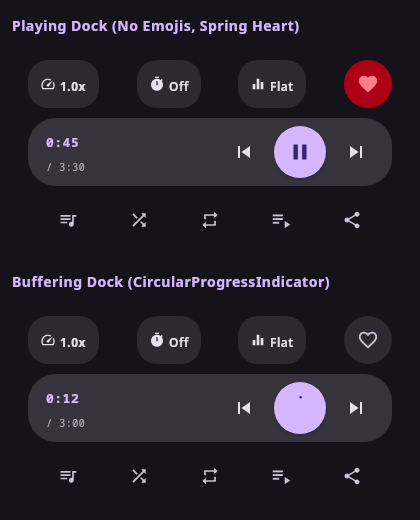 Playing Dock (No Emojis, Spring Heart)
1.0x Off Flat
0:45
/ 3:30
Buffering Dock (CircularProgressIndicator)
1.0x Off Flat
0:12
/ 3:00